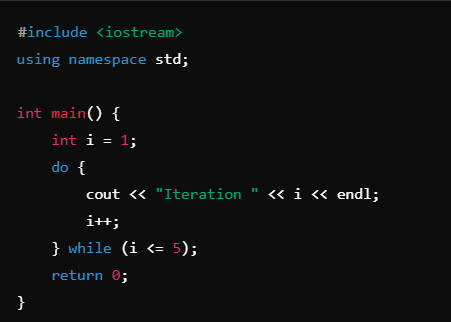 #include <iostream>
using namespace std;

int main() {
    int i = 1;
    do {
        cout << "Iteration " << i << endl;
        i++;
    } while (i <= 5);
    return 0;
}